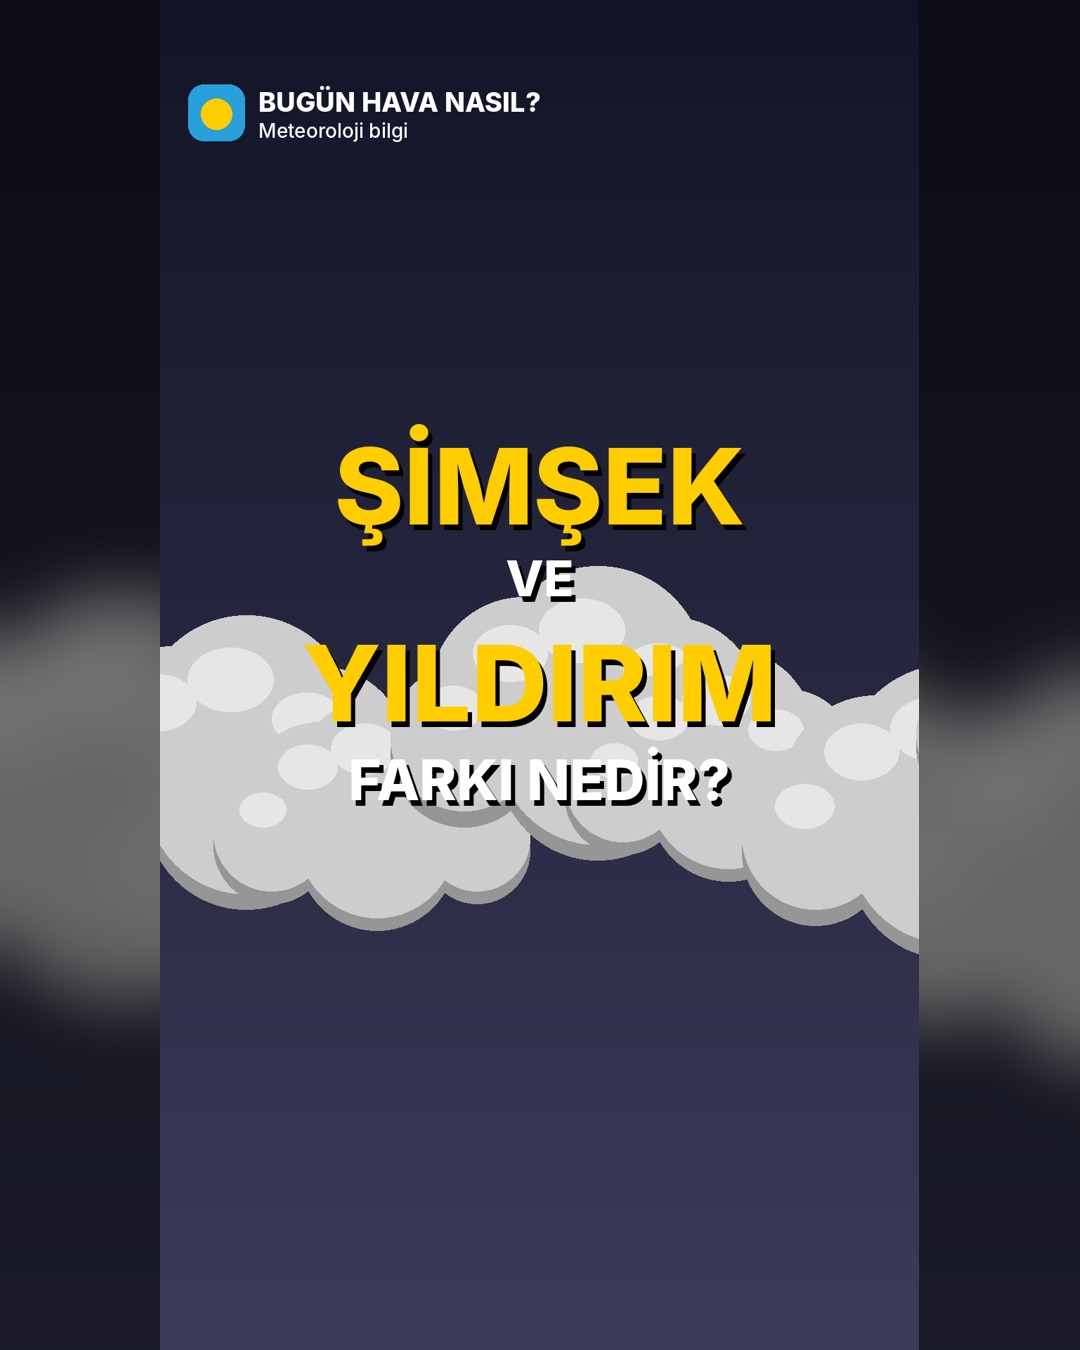 BUGÜN HAVA NASIL?
Meteoroloji bilgi
ŞİMŞEK
VE
YILDIRIM
FARKI NEDİR?